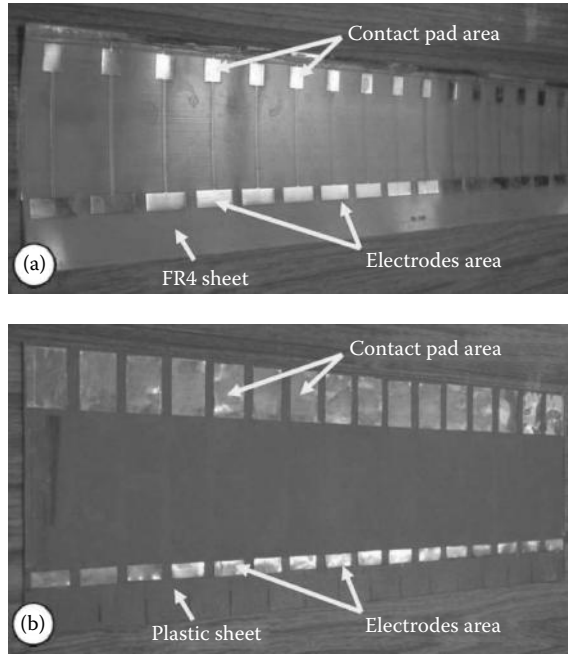 Contact pad area
Electrodes area
FR4 sheet
(a)
Contact pad area
Electrodes area
Plastic sheet
(b)